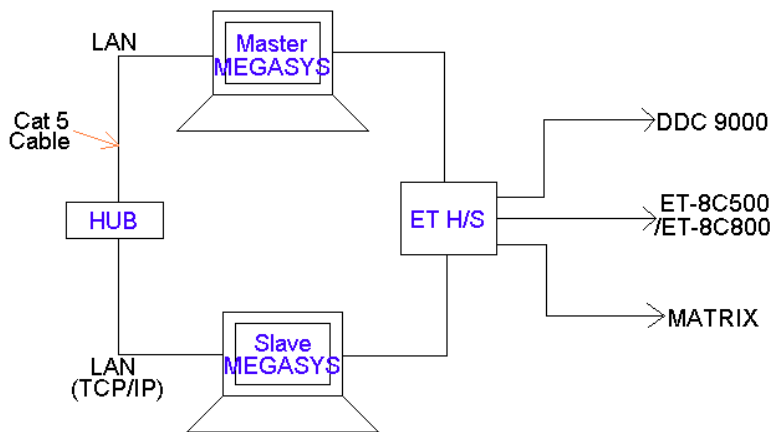 LAN
Master
MEGASYS
Cat 5
Cable
DDC 9000
HUB
ET H/S
ET-8C500
/ET-8C800
MATRIX
Slave
MEGASYS
LAN
(TCP/IP)